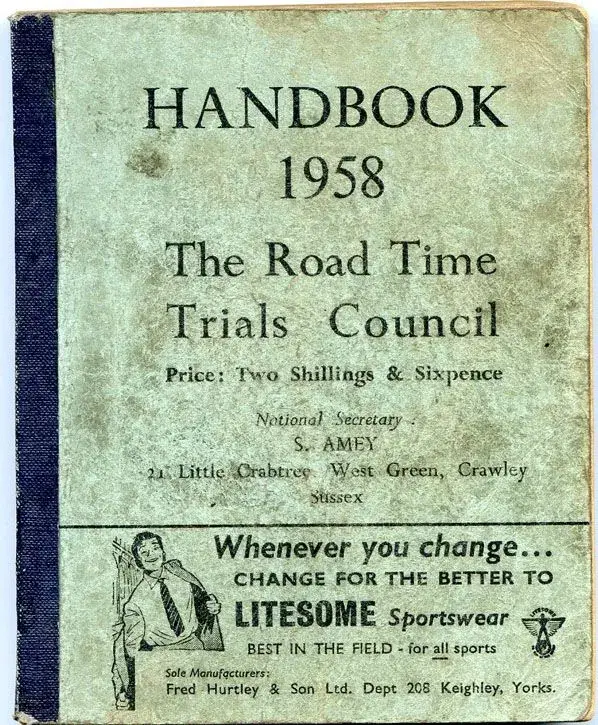 HANDBOOK
1958
The Road Time
Trials Council
Price: Two Shillings & Sixpence
National Secretary :
S. AMEY
21 Little Crabtree West Green, Crawley
Sussex
Whenever you change...
CHANGE FOR THE BETTER TO
LITESOME Sportswear
LITESOME
BEST IN THE FIELD - for all sports
Sole Manufacturers:
Fred Hurtley & Son Ltd. Dept 208 Keighley, Yorks.